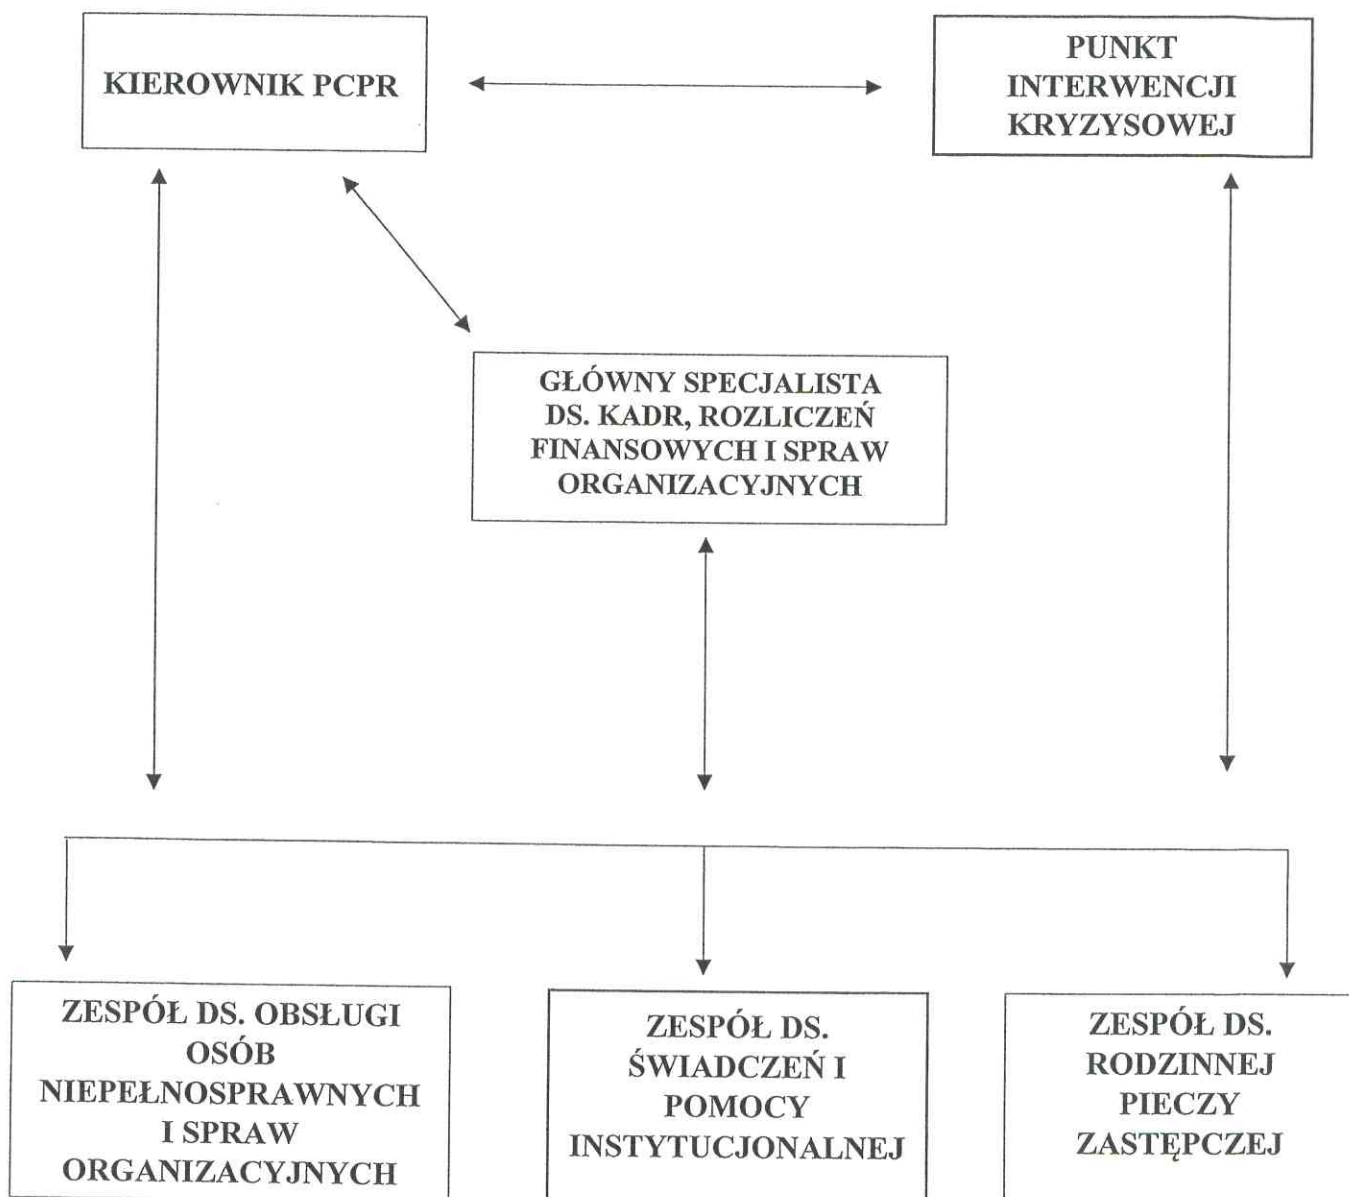 KIEROWNIK PCPR
PUNKT
INTERWENCJI
KRYZYSOWEJ
GŁÓWNY SPECJALISTA
DS. KADR, ROZLICZEŃ
FINANSOWYCH I SPRAW
ORGANIZACYJNYCH
ZESPÓŁ DS. OBSŁUGI
OSÓB
NIEPEŁNOSPRAWNYCH
I SPRAW
ORGANIZACYJNYCH
ZESPÓŁ DS.
ŚWIADCZEŃ I
POMOCY
INSTYTUCJONALNEJ
ZESPÓŁ DS.
RODZINNEJ
PIECZY
ZASTĘPCZEJ